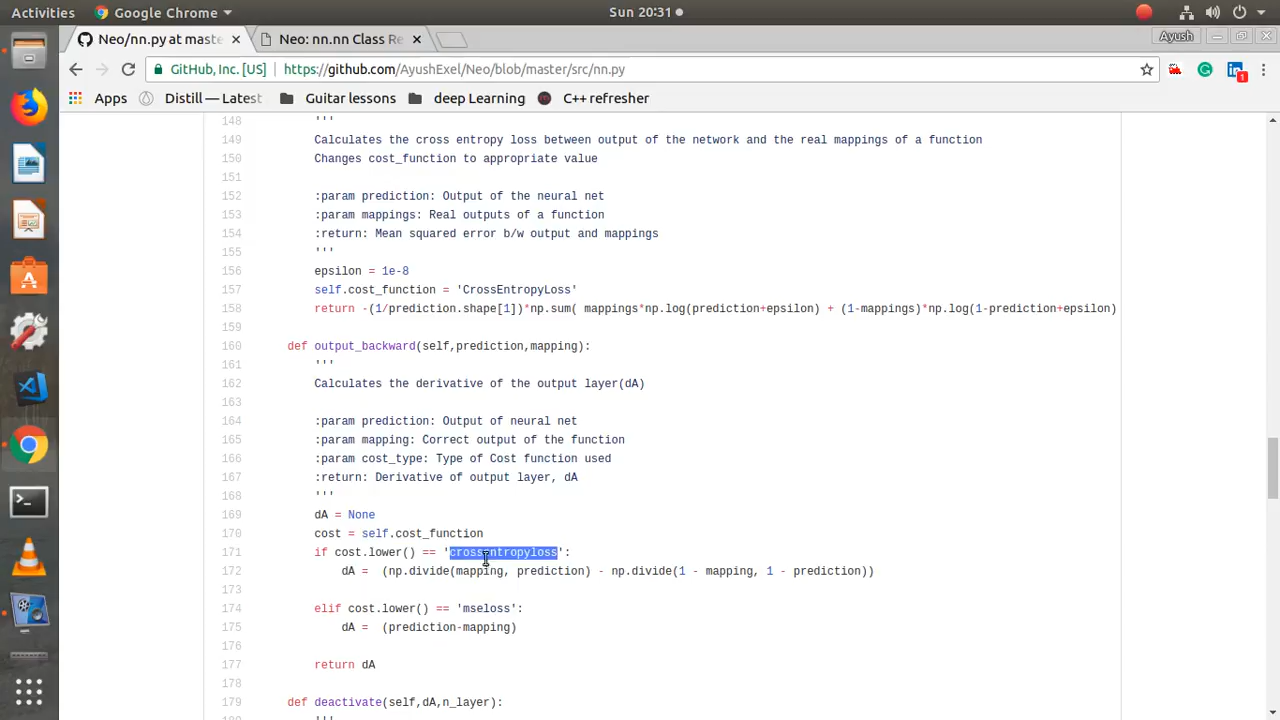 Activities Google Chrome Sun 20:31
Neo/nn.py at maste Neo: nn.nn Class Re Ayush
GitHub, Inc. [US] https://github.com/AyushExel/Neo/blob/master/src/nn.py 1
Apps Distill — Latest Guitar lessons deep Learning C++ refresher
148 '''
149 Calculates the cross entropy loss between output of the network and the real mappings of a function
150 Changes cost_function to appropriate value
151
152 :param prediction: Output of the neural net
153 :param mappings: Real outputs of a function
154 :return: Mean squared error b/w output and mappings
155 '''
156 epsilon = 1e-8
157 self.cost_function = 'CrossEntropyLoss'
158 return -(1/prediction.shape[1])*np.sum( mappings*np.log(prediction+epsilon) + (1-mappings)*np.log(1-prediction+epsilon)
159
160 def output_backward(self,prediction,mapping):
161 '''
162 Calculates the derivative of the output layer(dA)
163
164 :param prediction: Output of neural net
165 :param mapping: Correct output of the function
166 :param cost_type: Type of Cost function used
167 :return: Derivative of output layer, dA
168 '''
169 dA = None
170 cost = self.cost_function
171 if cost.lower() == 'crossentropyloss':
172 dA = (np.divide(mapping, prediction) - np.divide(1 - mapping, 1 - prediction))
173
174 elif cost.lower() == 'mseloss':
175 dA = (prediction-mapping)
176
177 return dA
178
179 def deactivate(self,dA,n_layer):
'''